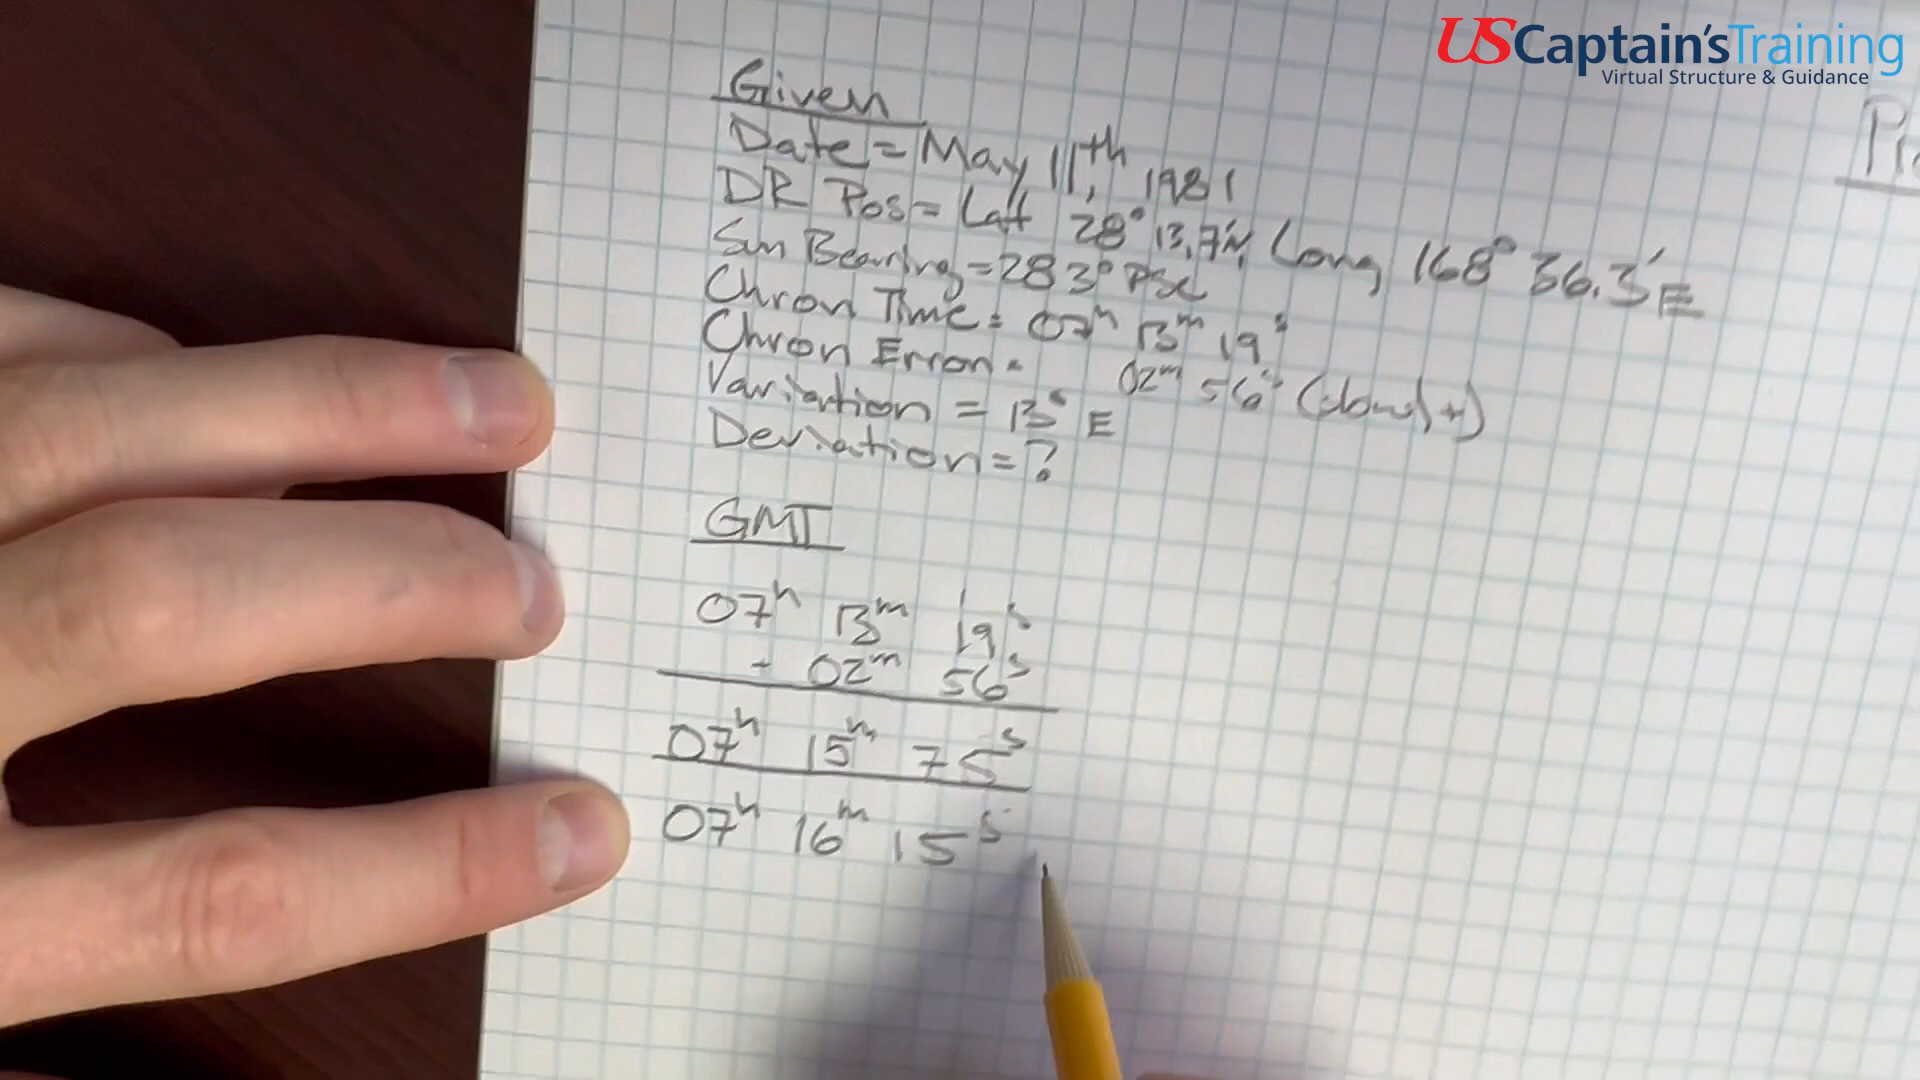 USCaptain'sTraining
Virtual Structure & Guidance
Given
Date = May 11th, 1981
DR Pos = Lat 28° 13.7'N, Long 168° 36.3' E
Sun Bearing = 283° PSC
Chron Time = 07h 13m 19s
Chron Error = 02m 56s (slow) +)
Variation = 13° E
Deviation = ?
GMT
07h 13m 19s
- 02m 56s
07h 15m 75s
07h 16m 15s